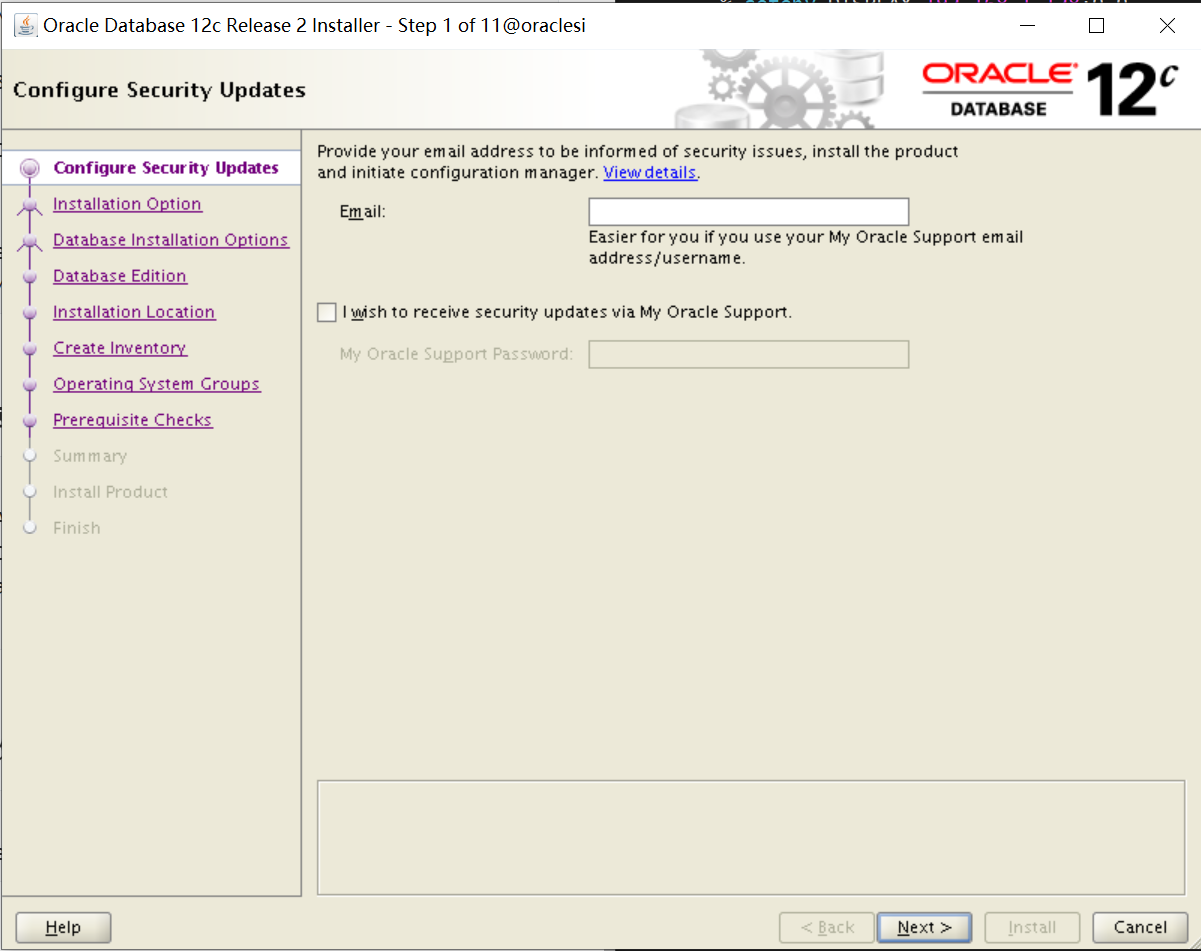 Oracle Database 12c Release 2 Installer - Step 1 of 11@oraclesi
Configure Security Updates
ORACLE
DATABASE
12c
Configure Security Updates
Installation Option
Database Installation Options
Database Edition
Installation Location
Create Inventory
Operating System Groups
Prerequisite Checks
Summary
Install Product
Finish
Provide your email address to be informed of security issues, install the product
and initiate configuration manager. View details.
Email:
Easier for you if you use your My Oracle Support email
address/username.
I wish to receive security updates via My Oracle Support.
My Oracle Support Password:
Help
< Back
Next >
Install
Cancel